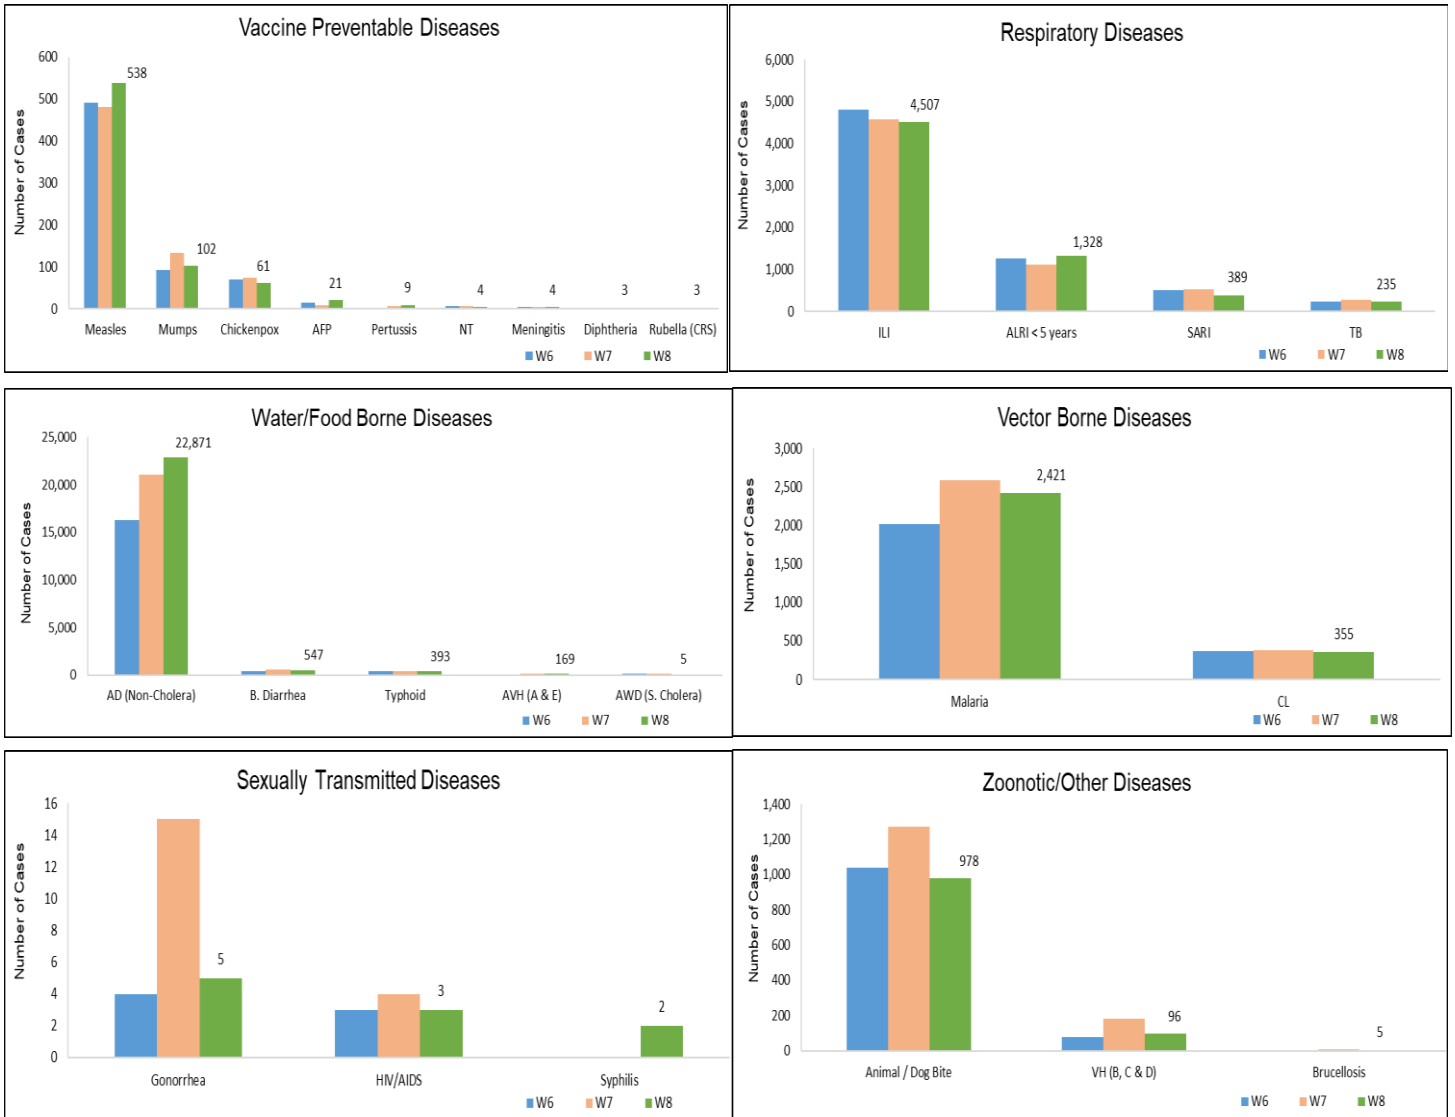 Vaccine Preventable Diseases
Number of Cases
600
500
400
300
200
100
0
538
102
61
21
9
4
4
3
3
Measles Mumps Chickenpox AFP Pertussis NT Meningitis Diphtheria Rubella (CRS)
W6 W7 W8
Respiratory Diseases
Number of Cases
6,000
5,000
4,000
3,000
2,000
1,000
0
4,507
1,328
389
235
ILI ALRI < 5 years SARI TB
W6 W7 W8
Water/Food Borne Diseases
Number of Cases
25,000
20,000
15,000
10,000
5,000
0
22,871
547
393
169
5
AD (Non-Cholera) B. Diarrhea Typhoid AVH (A & E) AWD (S. Cholera)
W6 W7 W8
Vector Borne Diseases
Number of Cases
3,000
2,500
2,000
1,500
1,000
500
0
2,421
355
Malaria CL
W6 W7 W8
Sexually Transmitted Diseases
Number of Cases
16
14
12
10
8
6
4
2
0
5
3
2
Gonorrhea HIV/AIDS Syphilis
W6 W7 W8
Zoonotic/Other Diseases
Number of Cases
1,400
1,200
1,000
800
600
400
200
0
978
96
5
Animal / Dog Bite VH (B, C & D) Brucellosis
W6 W7 W8